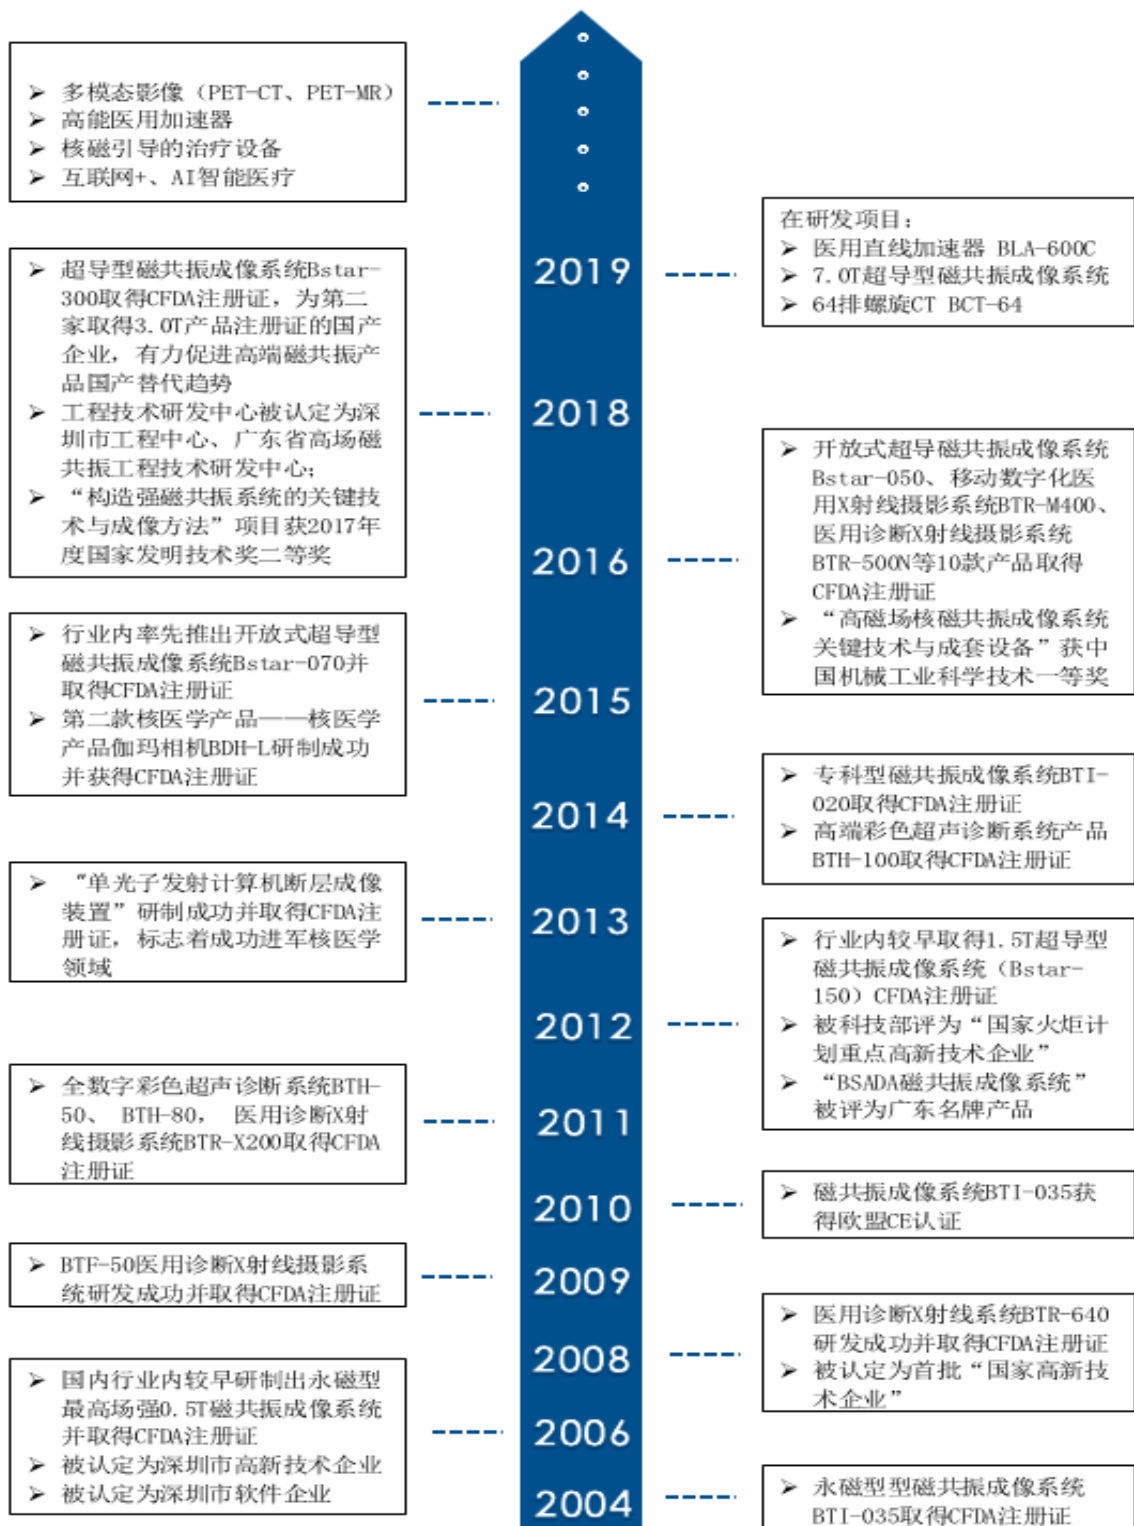 ➢ 多模态影像（PET-CT、PET-MR）
➢ 高能医用加速器
➢ 核磁引导的治疗设备
➢ 互联网+、AI智能医疗
2019
在研发项目：
➢ 医用直线加速器 BLA-600C
➢ 7.0T超导型磁共振成像系统
➢ 64排螺旋CT BCT-64
➢ 超导型磁共振成像系统Bstar-
300取得CFDA注册证，为第二
家取得3.0T产品注册证的国产
企业，有力促进高端磁共振产
品国产替代趋势
➢ 工程技术研发中心被认定为深
圳市工程中心、广东省高场磁
共振工程技术研发中心；
➢ “构造强磁共振系统的关键技
术与成像方法”项目获2017年
度国家发明技术奖二等奖
2018
2016
➢ 开放式超导磁共振成像系统
Bstar-050、移动数字化医
用X射线摄影系统BTR-M400、
医用诊断X射线摄影系统
BTR-500N等10款产品取得
CFDA注册证
➢ “高磁场核磁共振成像系统
关键技术与成套设备”获中
国机械工业科学技术一等奖
➢ 行业内率先推出开放式超导型
磁共振成像系统Bstar-070并
取得CFDA注册证
➢ 第二款核医学产品——核医学
产品伽玛相机BDH-L研制成功
并获得CFDA注册证
2015
2014
➢ 专科型磁共振成像系统BTI-
020取得CFDA注册证
➢ 高端彩色超声诊断系统产品
BTH-100取得CFDA注册证
➢ "单光子发射计算机断层成像
装置”研制成功并取得CFDA注
册证，标志着成功进军核医学
领域
2013
2012
➢ 行业内较早取得1.5T超导型
磁共振成像系统（Bstar-
150）CFDA注册证
➢ 被科技部评为“国家火炬计
划重点高新技术企业”
➢ “BSADA磁共振成像系统”
被评为广东名牌产品
➢ 全数字彩色超声诊断系统BTH-
50、 BTH-80， 医用诊断X射
线摄影系统BTR-X200取得CFDA
注册证
2011
2010
➢ 磁共振成像系统BTI-035获
得欧盟CE认证
➢ BTF-50医用诊断X射线摄影系
统研发成功并取得CFDA注册证
2009
2008
➢ 医用诊断X射线系统BTR-640
研发成功并取得CFDA注册证
➢ 被认定为首批“国家高新技
术企业”
➢ 国内行业内较早研制出永磁型
最高场强0.5T磁共振成像系统
并取得CFDA注册证
➢ 被认定为深圳市高新技术企业
➢ 被认定为深圳市软件企业
2006
2004
➢ 永磁型型磁共振成像系统
BTI-035取得CFDA注册证